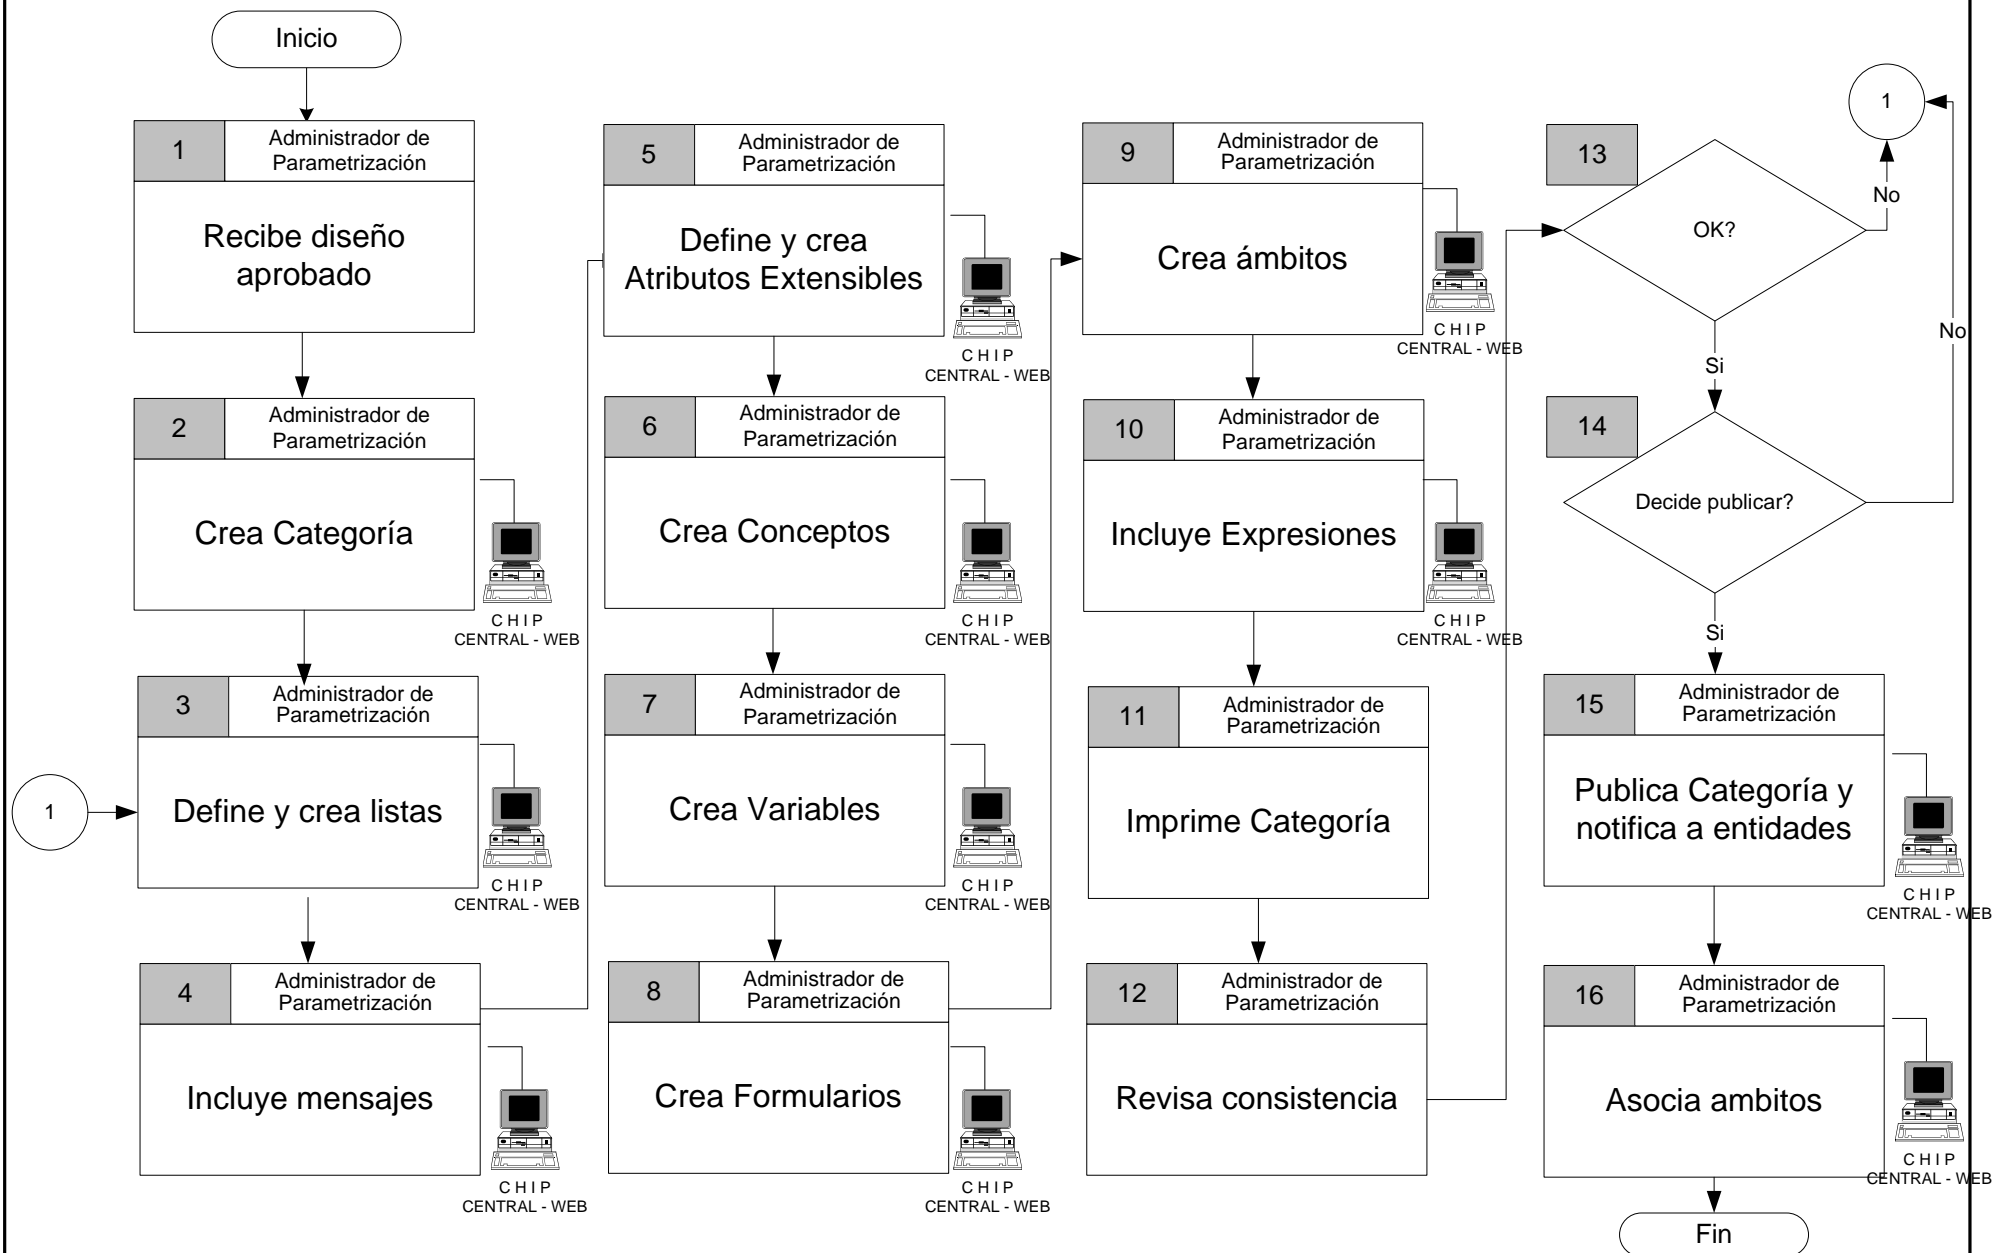 Inicio
1
Administrador de
Parametrización
Recibe diseño
aprobado
2
Administrador de
Parametrización
Crea Categoría
C H I P
CENTRAL - WEB
3
Administrador de
Parametrización
1
Define y crea listas
C H I P
CENTRAL - WEB
4
Administrador de
Parametrización
Incluye mensajes
C H I P
CENTRAL - WEB
5
Administrador de
Parametrización
Define y crea
Atributos Extensibles
C H I P
CENTRAL - WEB
6
Administrador de
Parametrización
Crea Conceptos
C H I P
CENTRAL - WEB
7
Administrador de
Parametrización
Crea Variables
C H I P
CENTRAL - WEB
8
Administrador de
Parametrización
Crea Formularios
C H I P
CENTRAL - WEB
9
Administrador de
Parametrización
Crea ámbitos
C H I P
CENTRAL - WEB
10
Administrador de
Parametrización
Incluye Expresiones
C H I P
CENTRAL - WEB
11
Administrador de
Parametrización
Imprime Categoría
12
Administrador de
Parametrización
Revisa consistencia
1
13
OK?
No
No
Si
14
Decide publicar?
Si
15
Administrador de
Parametrización
Publica Categoría y
notifica a entidades
C H I P
CENTRAL - WEB
16
Administrador de
Parametrización
Asocia ambitos
C H I P
CENTRAL - WEB
Fin